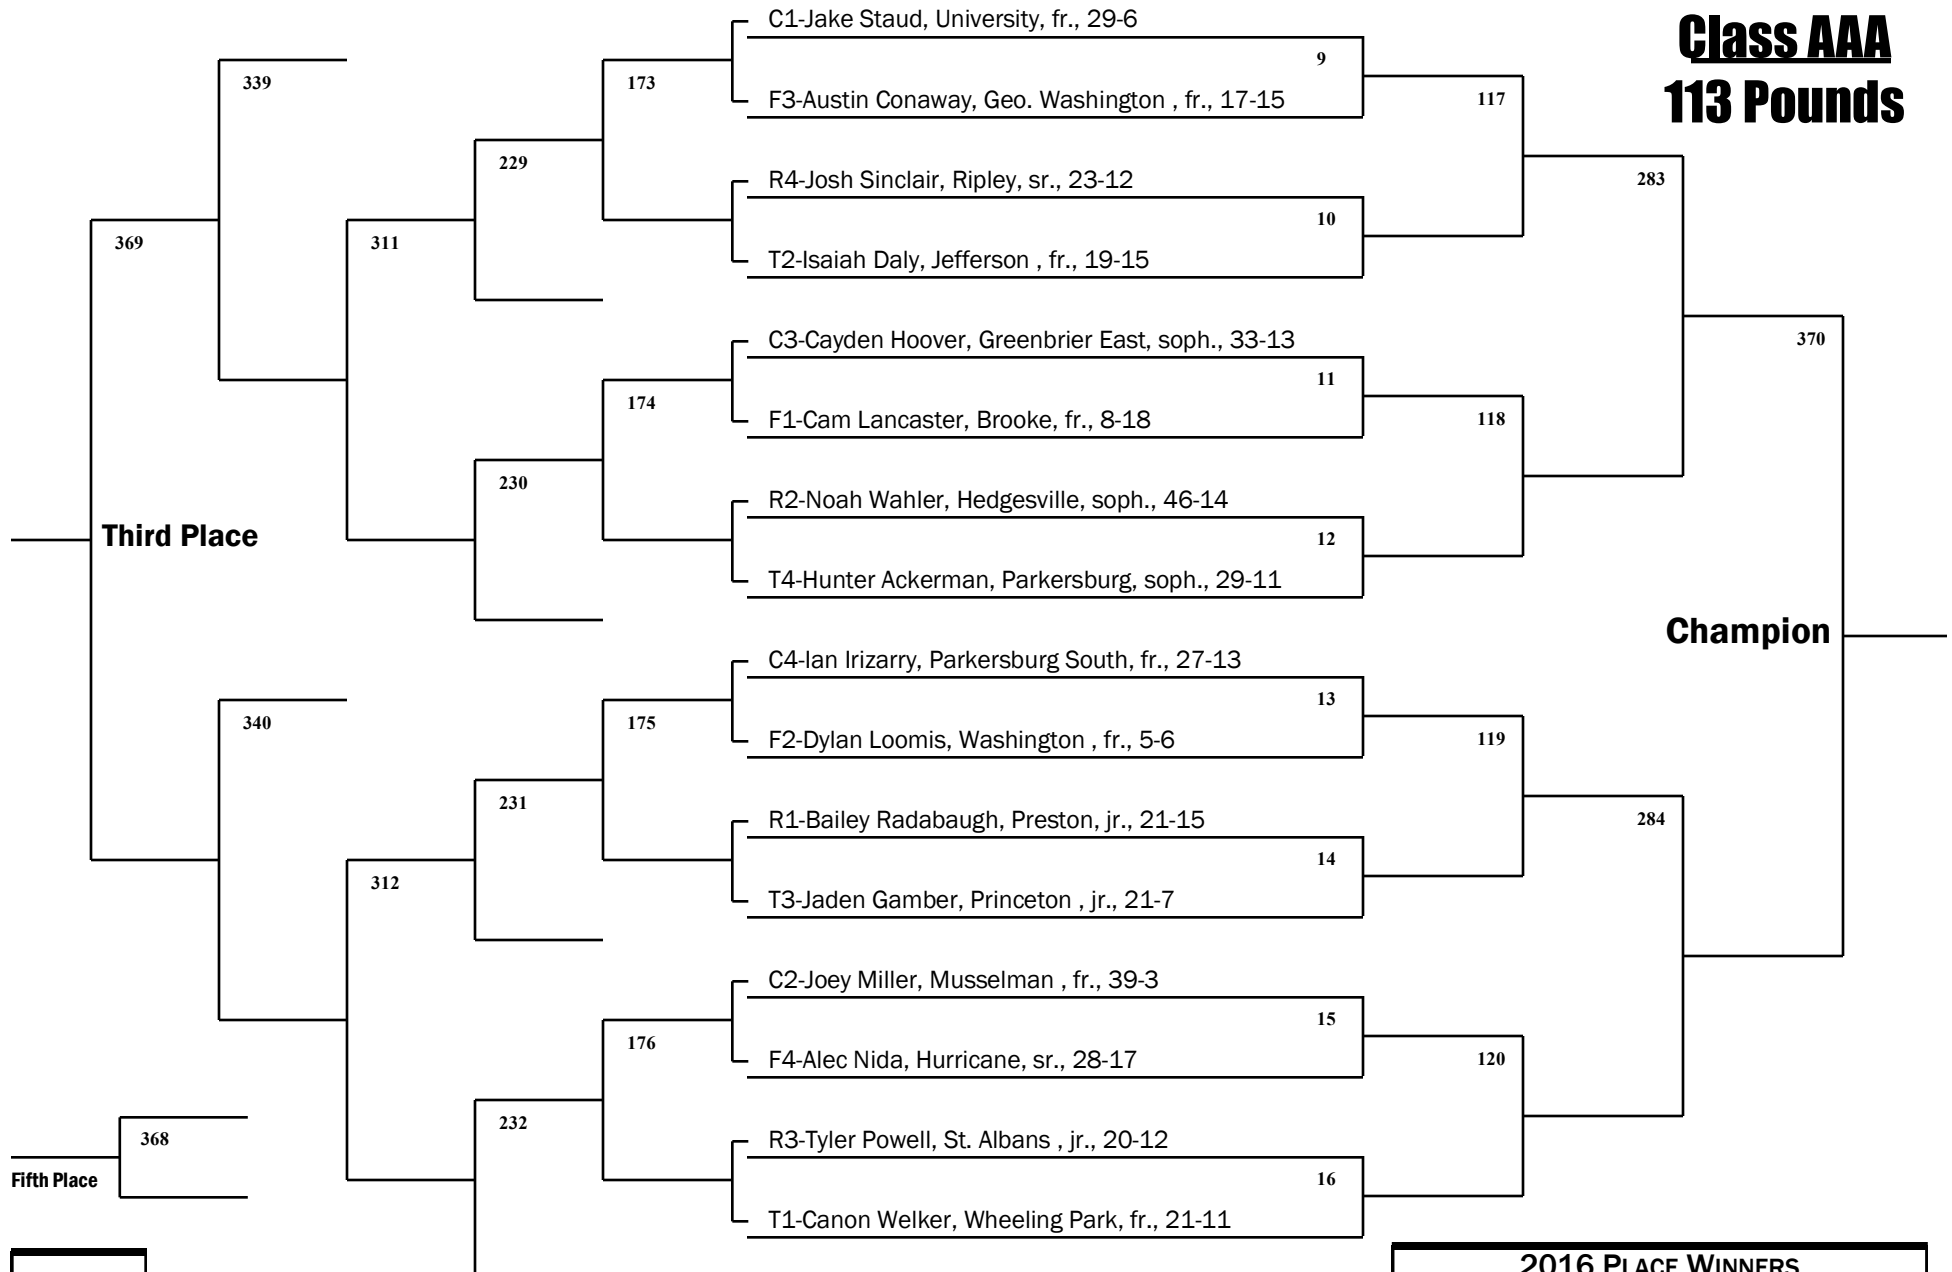 C1-Jake Staud, University, fr., 29-6
Class AAA
9
339
173
F3-Austin Conaway, Geo. Washington , fr., 17-15
117
113 Pounds
229
R4-Josh Sinclair, Ripley, sr., 23-12
283
10
369
311
T2-Isaiah Daly, Jefferson , fr., 19-15
C3-Cayden Hoover, Greenbrier East, soph., 33-13
370
11
174
F1-Cam Lancaster, Brooke, fr., 8-18
118
230
R2-Noah Wahler, Hedgesville, soph., 46-14
Third Place
12
T4-Hunter Ackerman, Parkersburg, soph., 29-11
Champion
C4-Ian Irizarry, Parkersburg South, fr., 27-13
13
340
175
F2-Dylan Loomis, Washington , fr., 5-6
119
231
R1-Bailey Radabaugh, Preston, jr., 21-15
284
14
312
T3-Jaden Gamber, Princeton , jr., 21-7
C2-Joey Miller, Musselman , fr., 39-3
15
176
F4-Alec Nida, Hurricane, sr., 28-17
120
232
368
R3-Tyler Powell, St. Albans , jr., 20-12
Fifth Place
16
T1-Canon Welker, Wheeling Park, fr., 21-11
2016 PLACE WINNERS